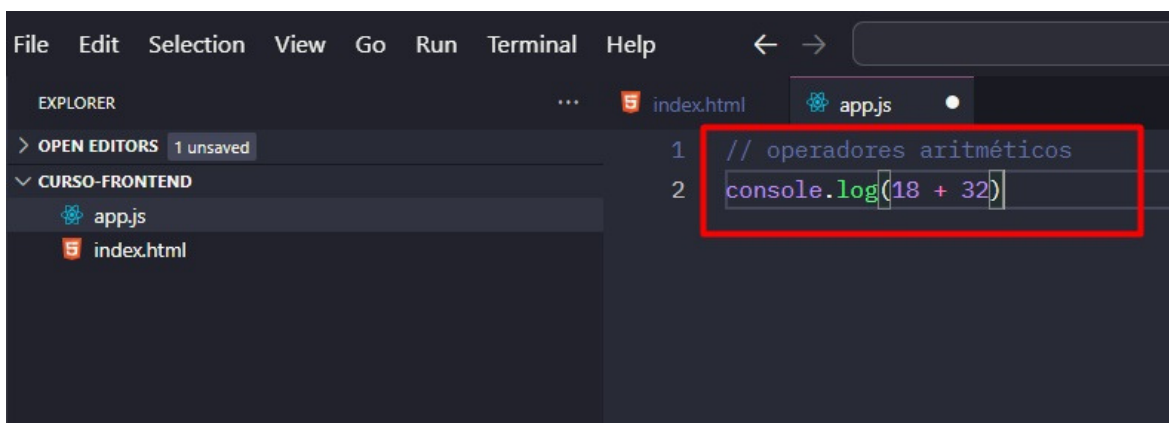 File Edit Selection View Go Run Terminal Help
EXPLORER
index.html app.js
OPEN EDITORS 1 unsaved
CURSO-FRONTEND
app.js
index.html
1 // operadores aritméticos
2 console.log(18 + 32)